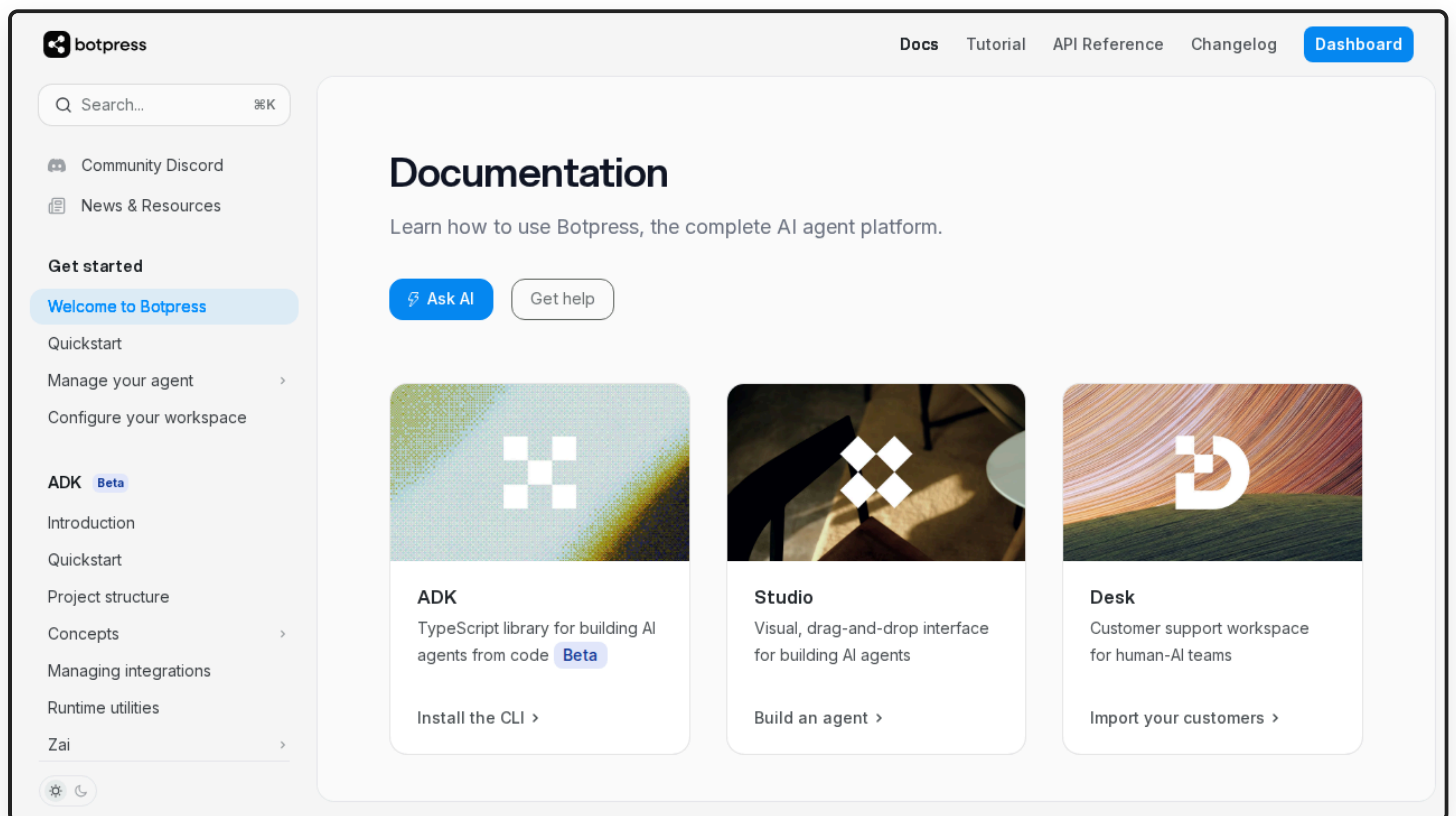 botpress
Docs Tutorial API Reference Changelog Dashboard
Search... ⌘K
Community Discord
News & Resources
Get started
Welcome to Botpress
Quickstart
Manage your agent
Configure your workspace
ADK Beta
Introduction
Quickstart
Project structure
Concepts
Managing integrations
Runtime utilities
Zai
Documentation
Learn how to use Botpress, the complete AI agent platform.
Ask AI Get help
ADK
TypeScript library for building AI
agents from code Beta
Install the CLI
Studio
Visual, drag-and-drop interface
for building AI agents
Build an agent
Desk
Customer support workspace
for human-AI teams
Import your customers